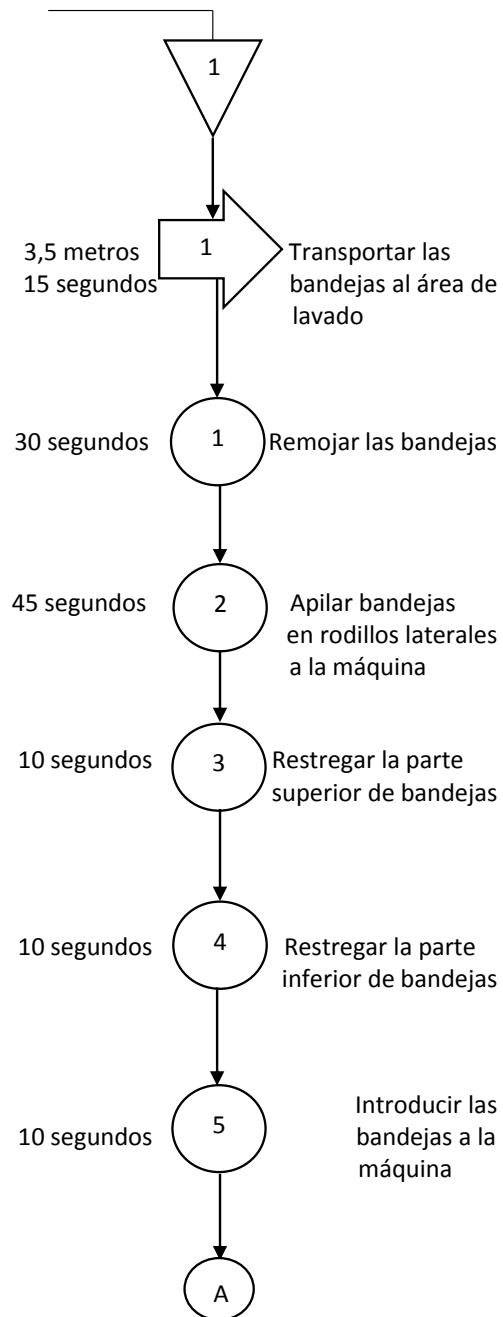 1
3,5 metros
15 segundos
1
Transportar las
bandejas al área de
lavado
30 segundos
1
Remojar las bandejas
45 segundos
2
Apilar bandejas
en rodillos laterales
a la máquina
10 segundos
3
Restregar la parte
superior de bandejas
10 segundos
4
Restregar la parte
inferior de bandejas
10 segundos
5
Introducir las
bandejas a la
máquina
A